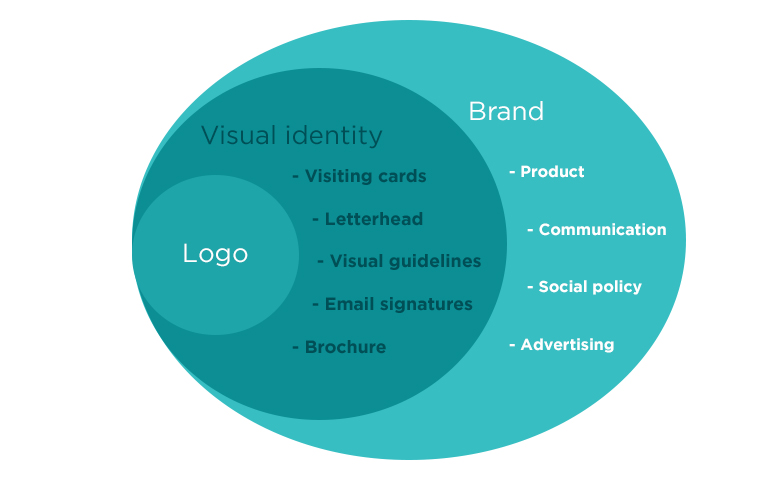 Brand
Visual identity
- Visiting cards
- Letterhead
- Visual guidelines
- Email signatures
- Brochure
Logo
- Product
- Communication
- Social policy
- Advertising